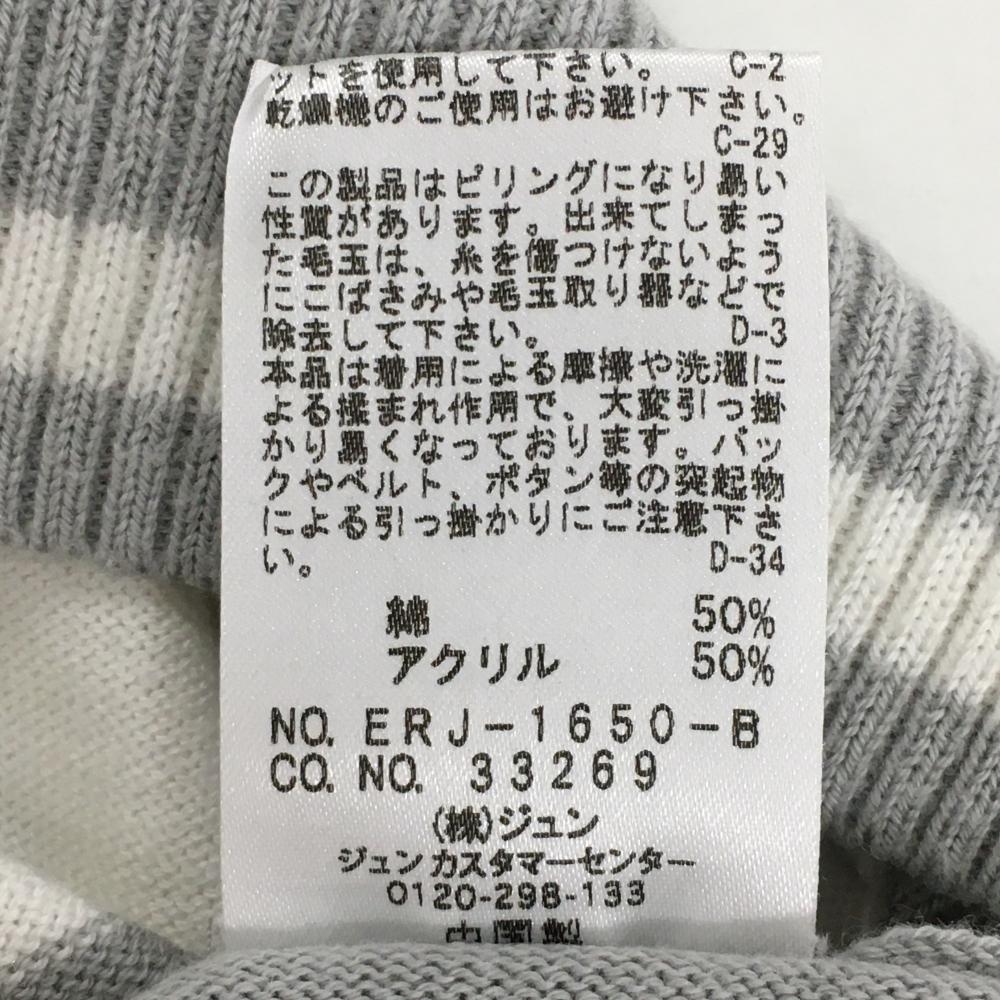 ットを使用して下さい。 C-2
乾燥機のご使用はお避け下さい。
C-29
この製品はピリングになり易い
性質があります。出来てしまっ
た毛玉は、糸を傷つけないよう
にこばさみや毛玉取り器などで
除去して下さい。 D-3
本品は着用による摩擦や洗濯に
よる揉まれ作用で、大変引っ掛
かり易くなっております。バッ
クやベルト、ボタン等の突起物
による引っ掛かりにご注意下さ
い。 D-34
綿 50%
アクリル 50%
NO. ERJ-1650-B
CO. NO. 33269
(株)ジュン
ジュンカスタマーセンター
0120-298-133
中国製